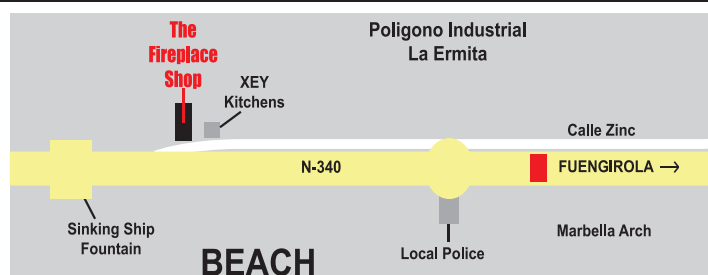 The
Fireplace
Shop
Poligono Industrial
La Ermita
XEY
Kitchens
Calle Zinc
N-340
FUENGIROLA →
Sinking Ship
Fountain
BEACH
Local Police
Marbella Arch